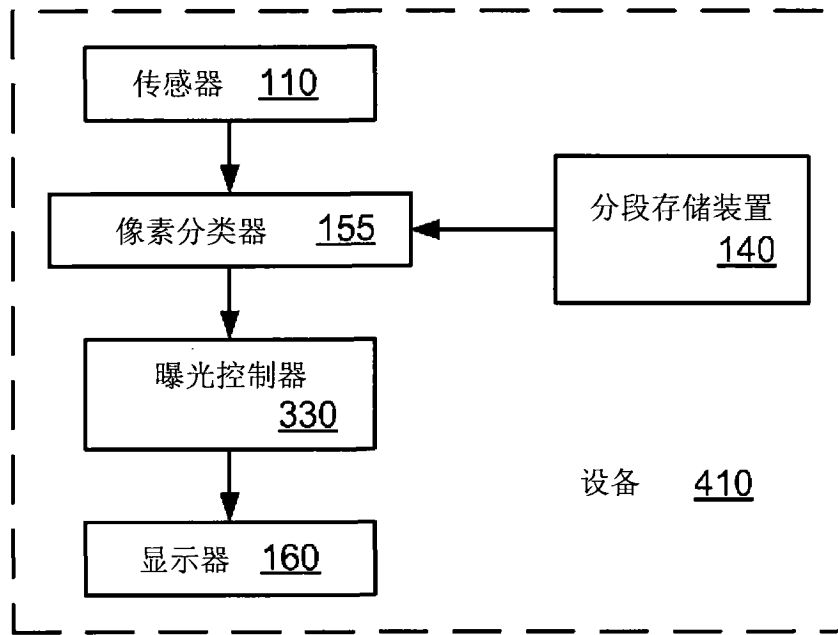 传感器 110
像素分类器 155
分段存储装置
140
曝光控制器
330
设备 410
显示器 160